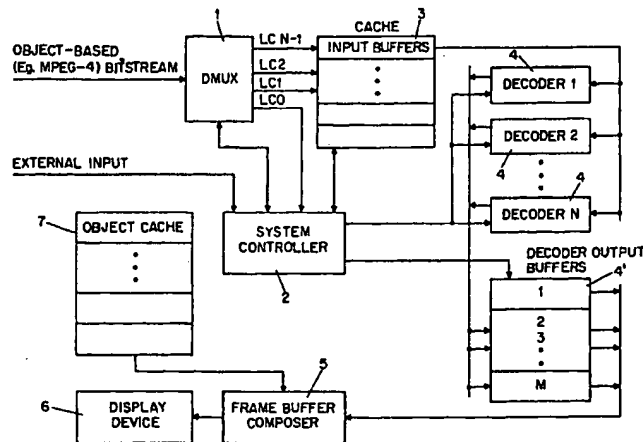 1
LC N-1
LC2
LC1
LC0
OBJECT-BASED
(Eg. MPEG-4) BITSTREAM
DMUX
CACHE
3
INPUT BUFFERS
4
DECODER 1
DECODER 2
4
4
DECODER N
EXTERNAL INPUT
7
OBJECT CACHE
SYSTEM
CONTROLLER
2
DECODER OUTPUT
BUFFERS
4'
1
2
3
M
5
6
DISPLAY
DEVICE
FRAME BUFFER
COMPOSER